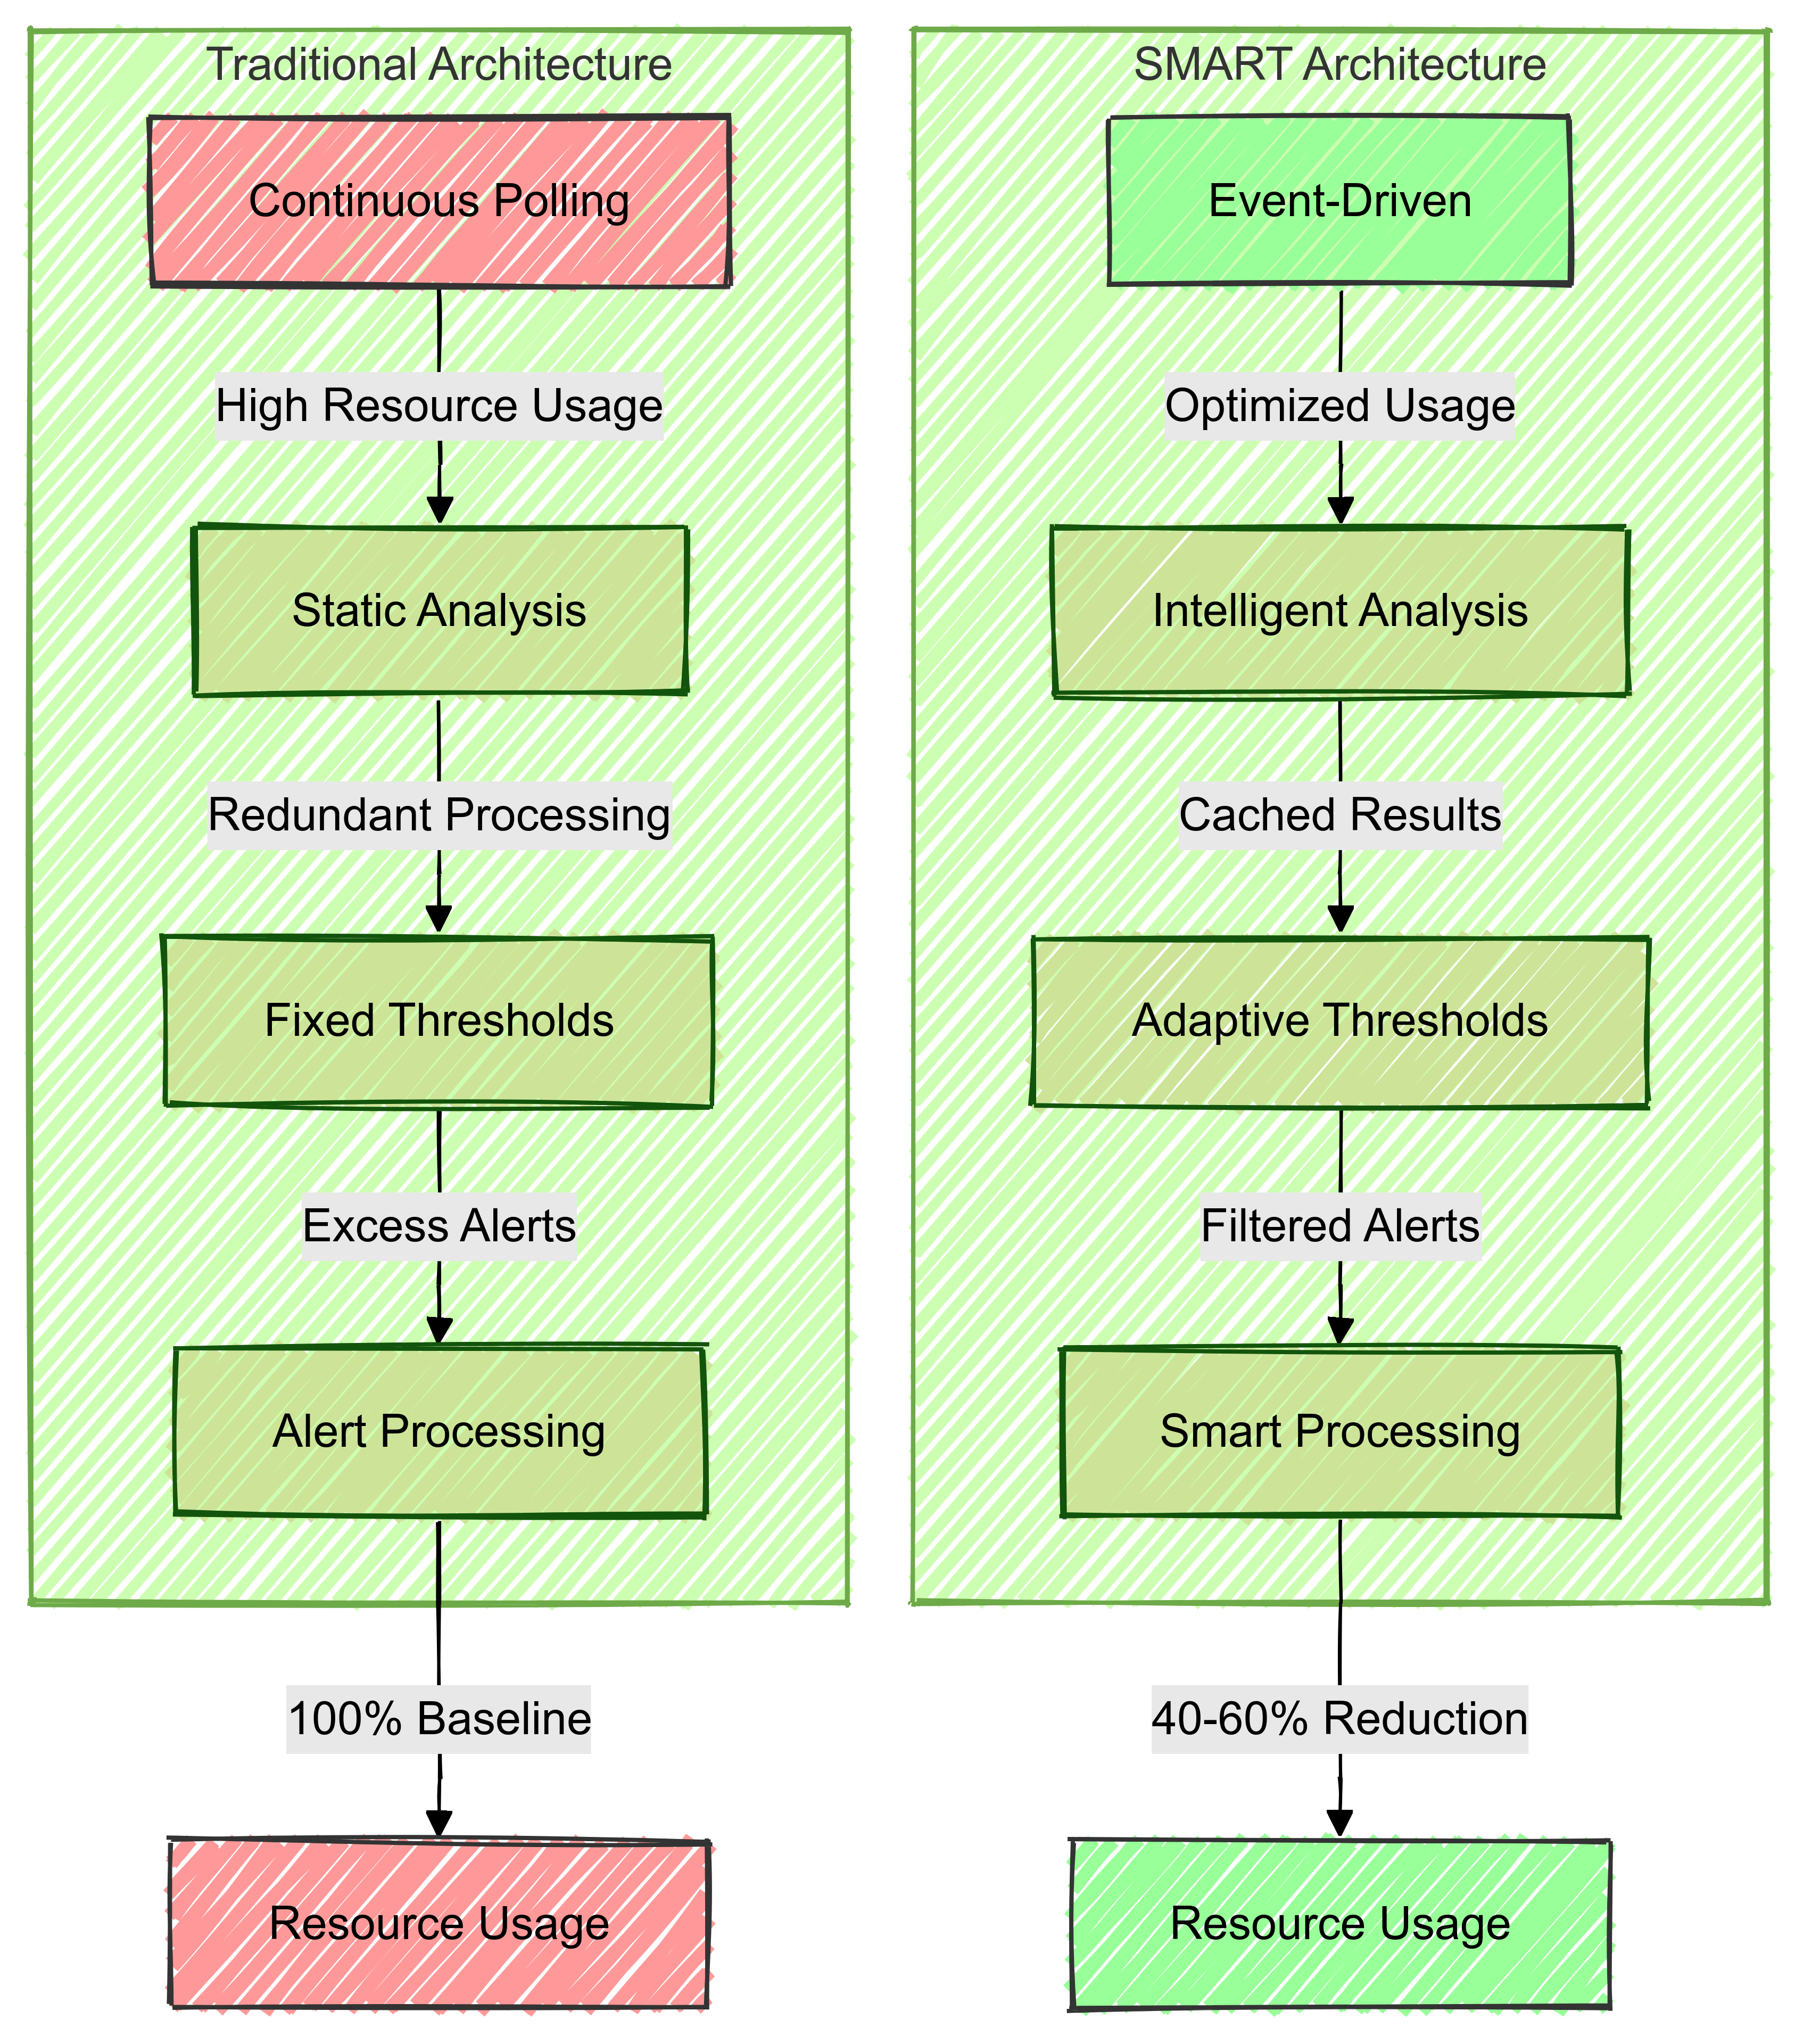 Traditional Architecture
Continuous Polling
High Resource Usage
Static Analysis
Redundant Processing
Fixed Thresholds
Excess Alerts
Alert Processing
100% Baseline
Resource Usage
SMART Architecture
Event-Driven
Optimized Usage
Intelligent Analysis
Cached Results
Adaptive Thresholds
Filtered Alerts
Smart Processing
40-60% Reduction
Resource Usage